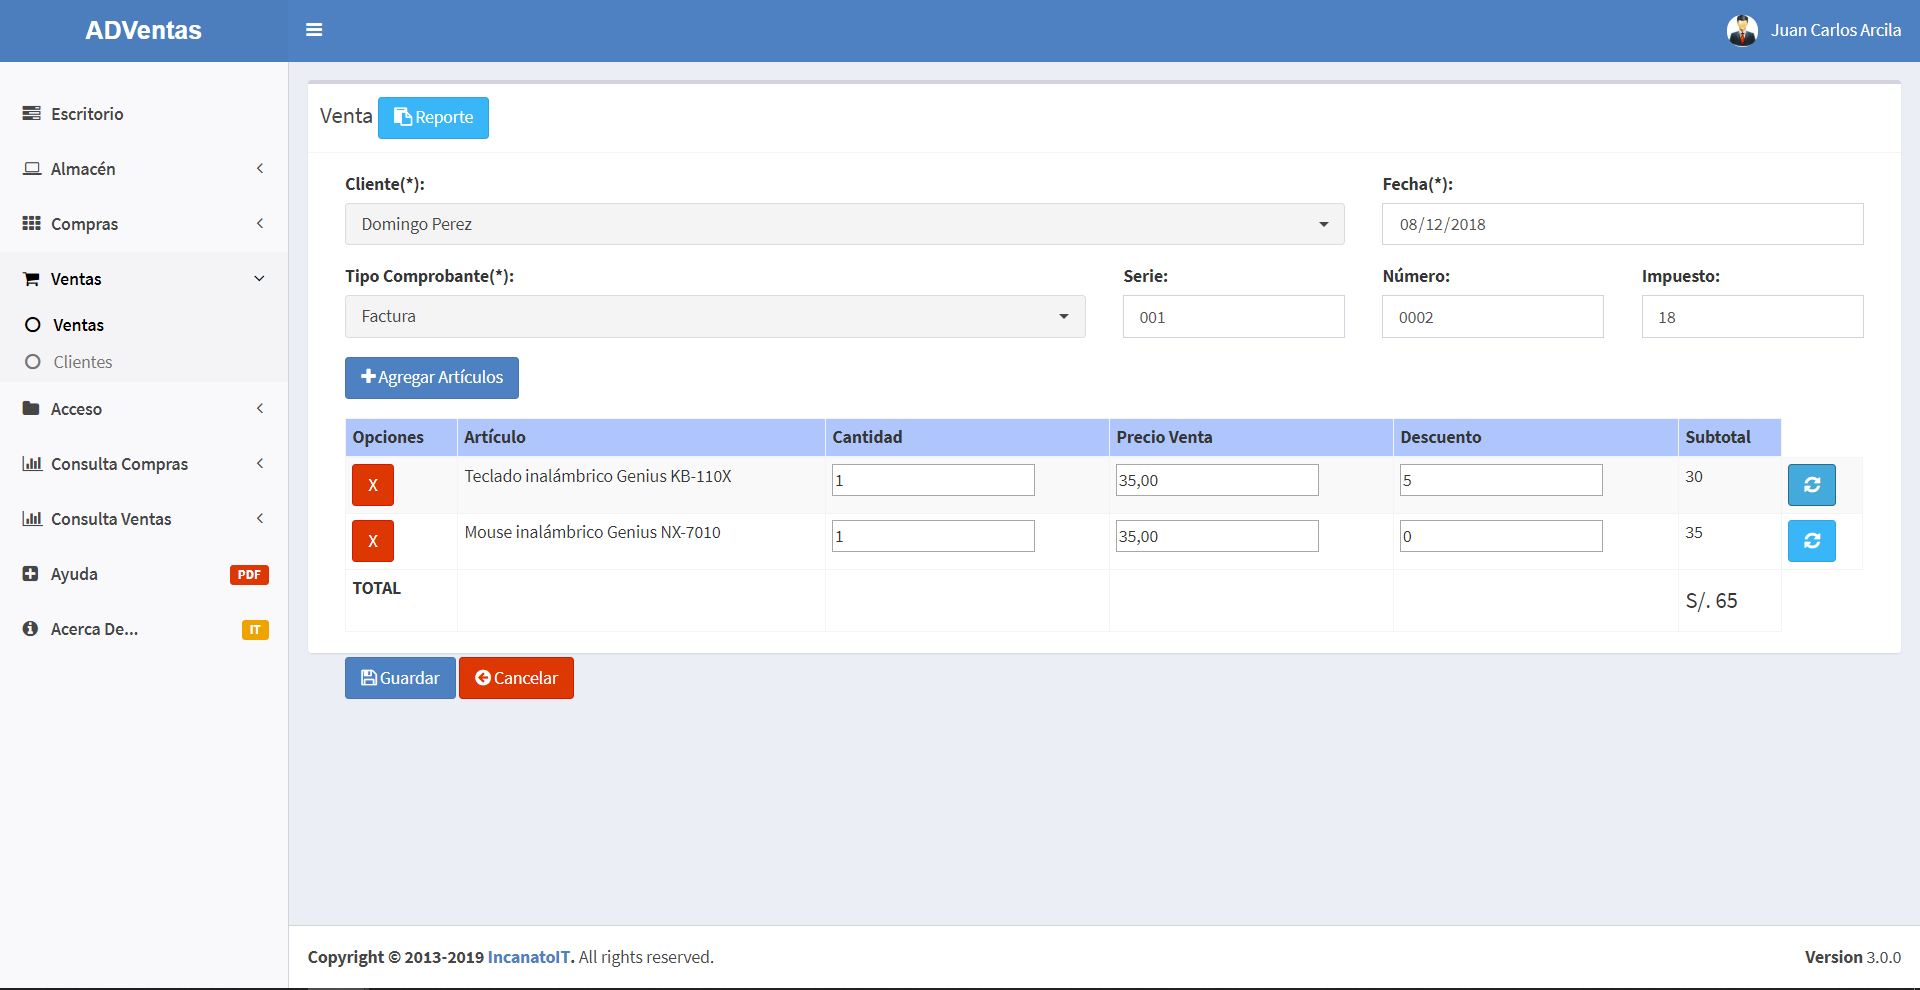 ADVentas
Juan Carlos Arcila
Escritorio
Almacén
Compras
Ventas
Ventas
Clientes
Acceso
Consulta Compras
Consulta Ventas
Ayuda PDF
Acerca De... IT
Venta Reporte
Cliente(*): Fecha(*):
Domingo Perez 08/12/2018
Tipo Comprobante(*): Serie: Número: Impuesto:
Factura 001 0002 18
Agregar Artículos
Opciones Artículo Cantidad Precio Venta Descuento Subtotal
X Teclado inalámbrico Genius KB-110X 1 35,00 5 30
X Mouse inalámbrico Genius NX-7010 1 35,00 0 35
TOTAL S/. 65
Guardar Cancelar
Copyright © 2013-2019 IncanatoIT. All rights reserved. Version 3.0.0